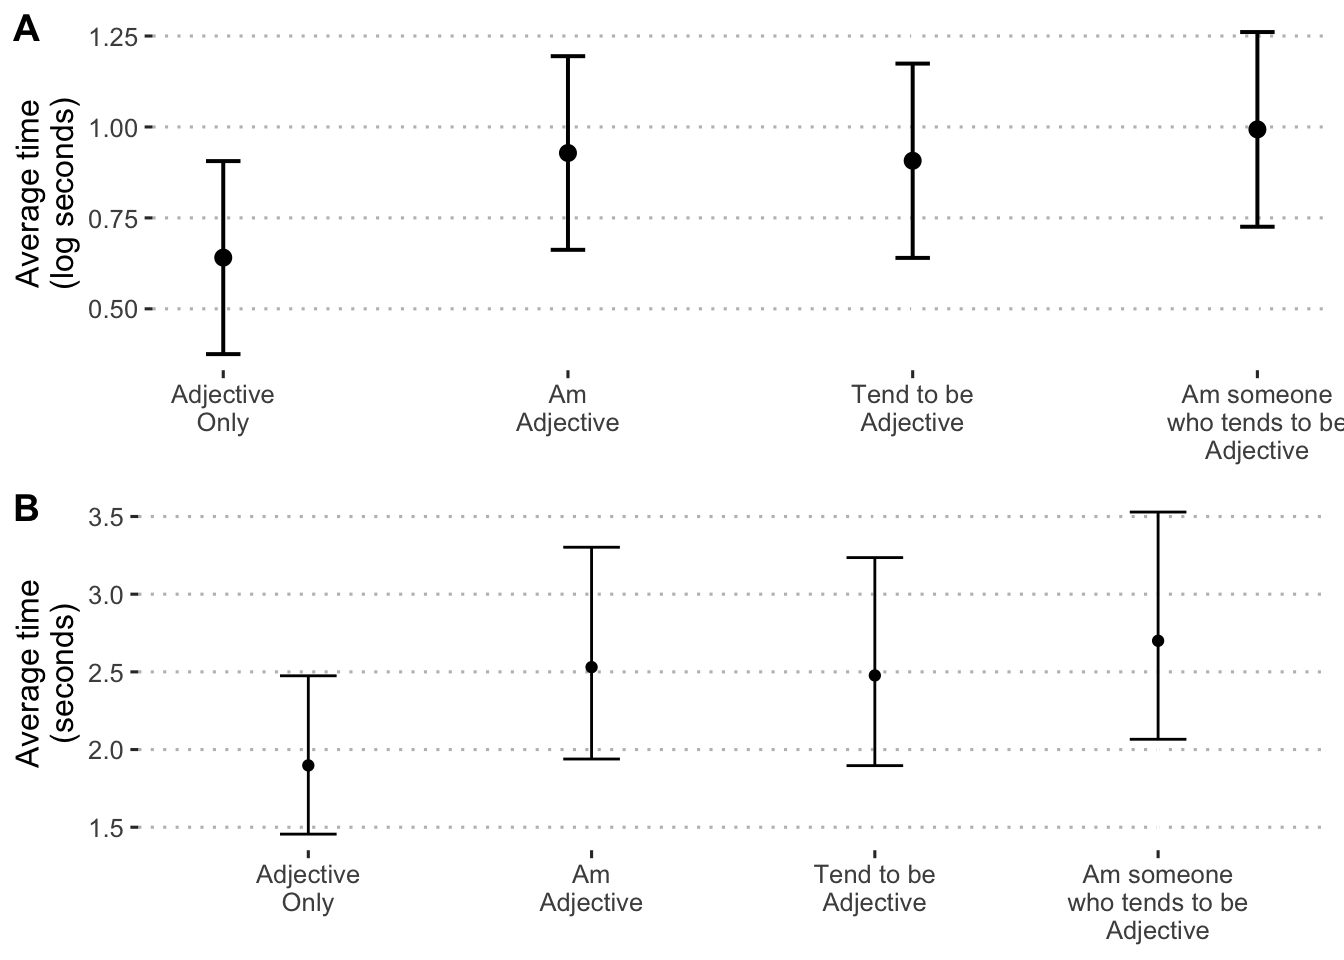 A
Average time
(log seconds)
1.25
1.00
0.75
0.50
Adjective
Only
Am
Adjective
Tend to be
Adjective
Am someone
who tends to be
Adjective
B
Average time
(seconds)
3.5
3.0
2.5
2.0
1.5
Adjective
Only
Am
Adjective
Tend to be
Adjective
Am someone
who tends to be
Adjective